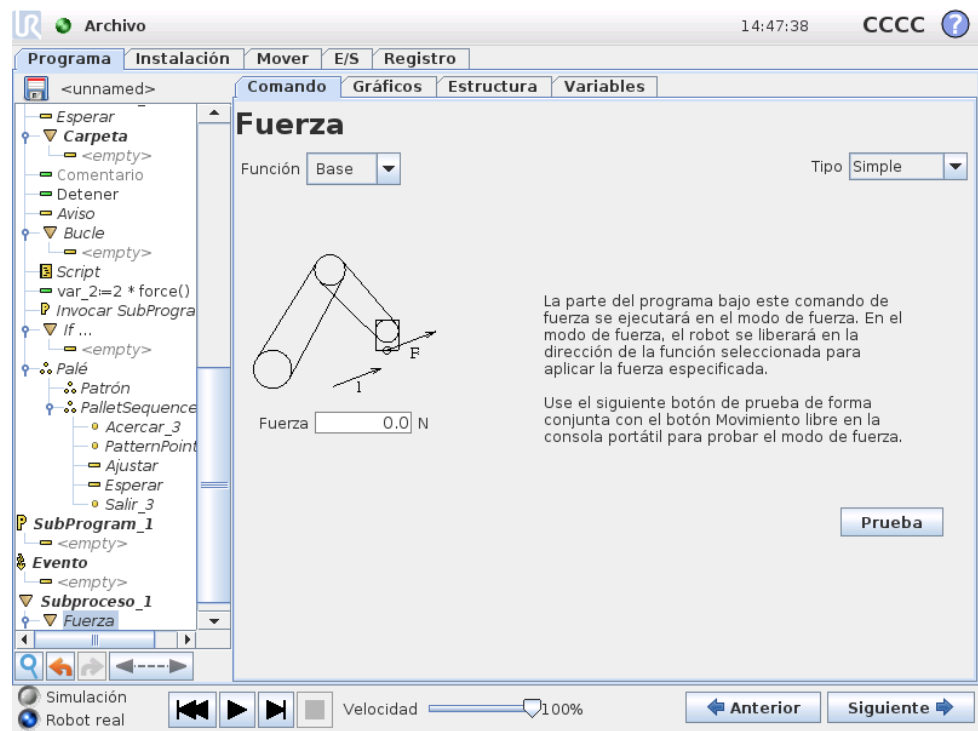 UR Archivo 14:47:38 CCCC ?
Programa Instalación Mover E/S Registro
<unnamed>
Comando Gráficos Estructura Variables
Esperar
Carpeta
<empty>
Comentario
Detener
Aviso
Bucle
<empty>
Script
var_2:=2 * force()
Invocar SubProgra
If ...
<empty>
Palé
Patrón
PalletSequence
Acercar_3
PatternPoint
Ajustar
Esperar
Salir_3
SubProgram_1
<empty>
Evento
<empty>
Subproceso_1
Fuerza
Fuerza
Función Base
Tipo Simple
F
1
Fuerza 0.0 N
La parte del programa bajo este comando de
fuerza se ejecutará en el modo de fuerza. En el
modo de fuerza, el robot se liberará en la
dirección de la función seleccionada para
aplicar la fuerza especificada.
Use el siguiente botón de prueba de forma
conjunta con el botón Movimiento libre en la
consola portátil para probar el modo de fuerza.
Prueba
Simulación
Robot real
Velocidad 100%
Anterior Siguiente